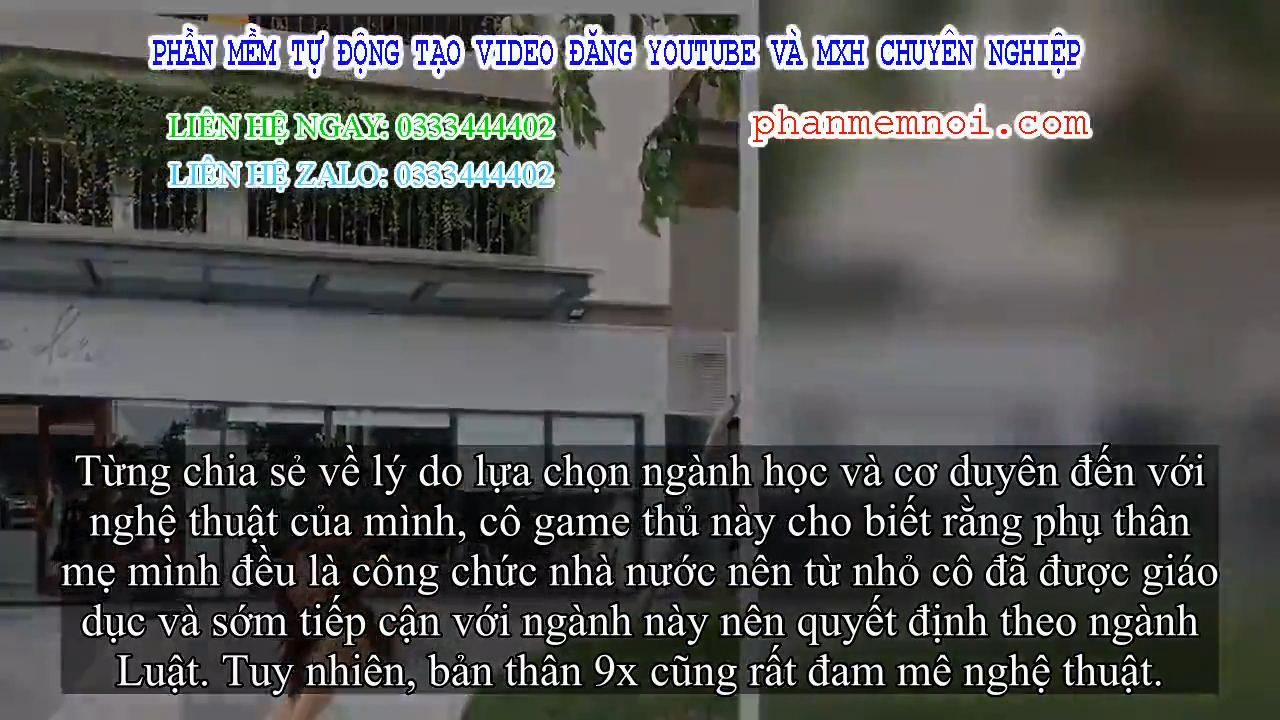 PHẦN MỀM TỰ ĐỘNG TẠO VIDEO ĐĂNG YOUTUBE VÀ MXH CHUYÊN NGHIỆP
LIÊN HỆ NGAY: 0333444402
phanmemnoi.com
LIÊN HỆ ZALO: 0333444402
Từng chia sẻ về lý do lựa chọn ngành học và cơ duyên đến với
nghệ thuật của mình, cô game thủ này cho biết rằng phụ thân
mẹ mình đều là công chức nhà nước nên từ nhỏ cô đã được giáo
dục và sớm tiếp cận với ngành này nên quyết định theo ngành
Luật. Tuy nhiên, bản thân 9x cũng rất đam mê nghệ thuật.